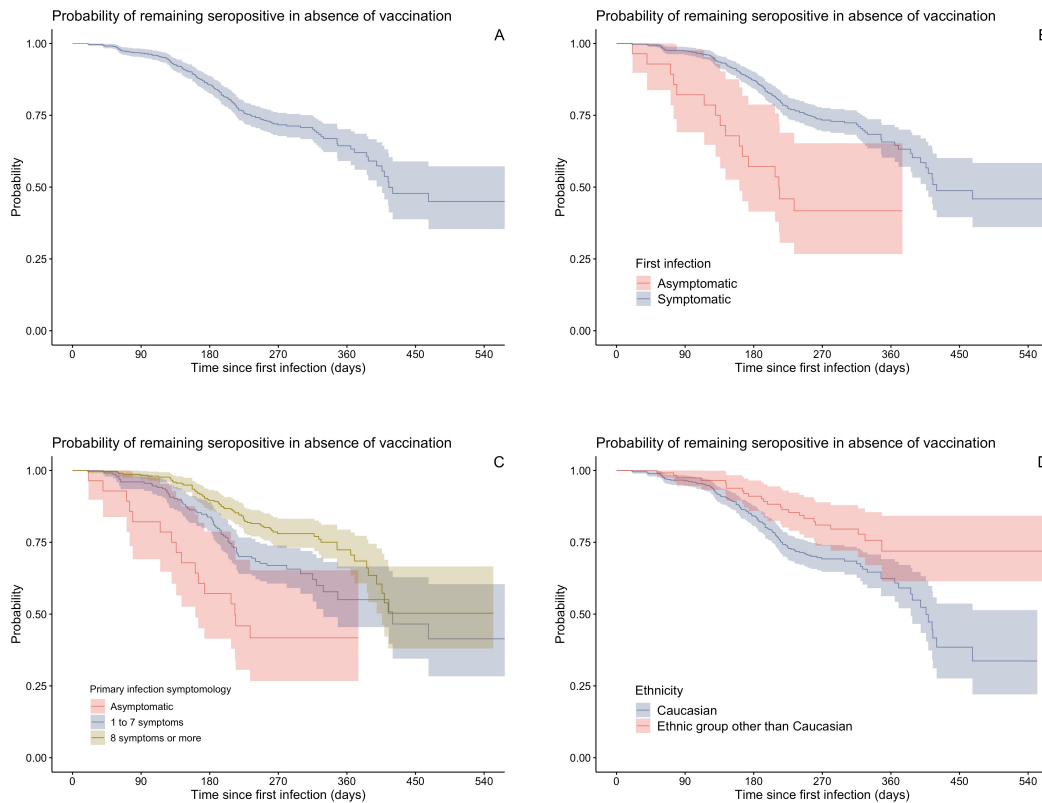 Probability of remaining seropositive in absence of vaccination
A
1.00
0.75
0.50
0.25
0.00
Probability
0 90 180 270 360 450 540
Time since first infection (days)
Probability of remaining seropositive in absence of vaccination
1.00
0.75
0.50
0.25
0.00
Probability
First infection
Asymptomatic
Symptomatic
0 90 180 270 360 450 540
Time since first infection (days)
Probability of remaining seropositive in absence of vaccination
C
1.00
0.75
0.50
0.25
0.00
Probability
Primary infection symptomology
Asymptomatic
1 to 7 symptoms
8 symptoms or more
0 90 180 270 360 450 540
Time since first infection (days)
Probability of remaining seropositive in absence of vaccination
1.00
0.75
0.50
0.25
0.00
Probability
Ethnicity
Caucasian
Ethnic group other than Caucasian
0 90 180 270 360 450 540
Time since first infection (days)